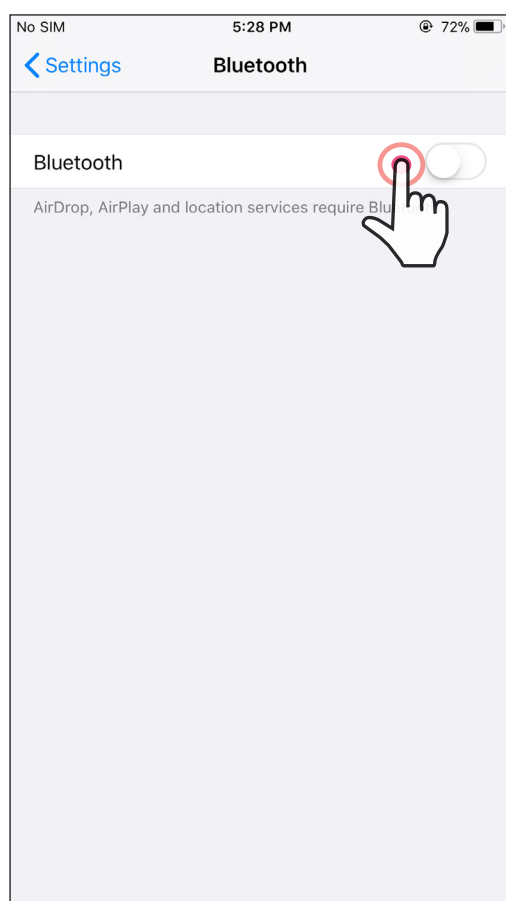 No SIM 5:28 PM 72%
Settings Bluetooth
Bluetooth
AirDrop, AirPlay and location services require